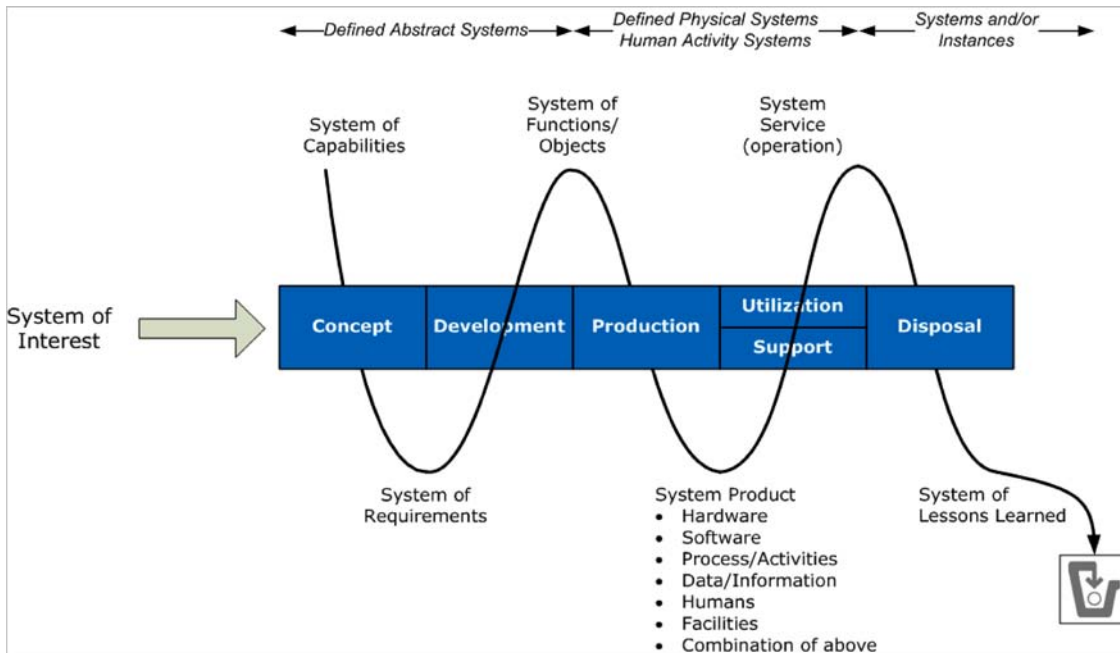 Defined Abstract Systems
Defined Physical Systems
Human Activity Systems
Systems and/or
Instances
System of
Capabilities
System of
Functions/
Objects
System
Service
(operation)
System of
Interest
Concept
Development
Production
Utilization
Support
Disposal
System of
Requirements
System Product
• Hardware
• Software
• Process/Activities
• Data/Information
• Humans
• Facilities
• Combination of above
System of
Lessons Learned